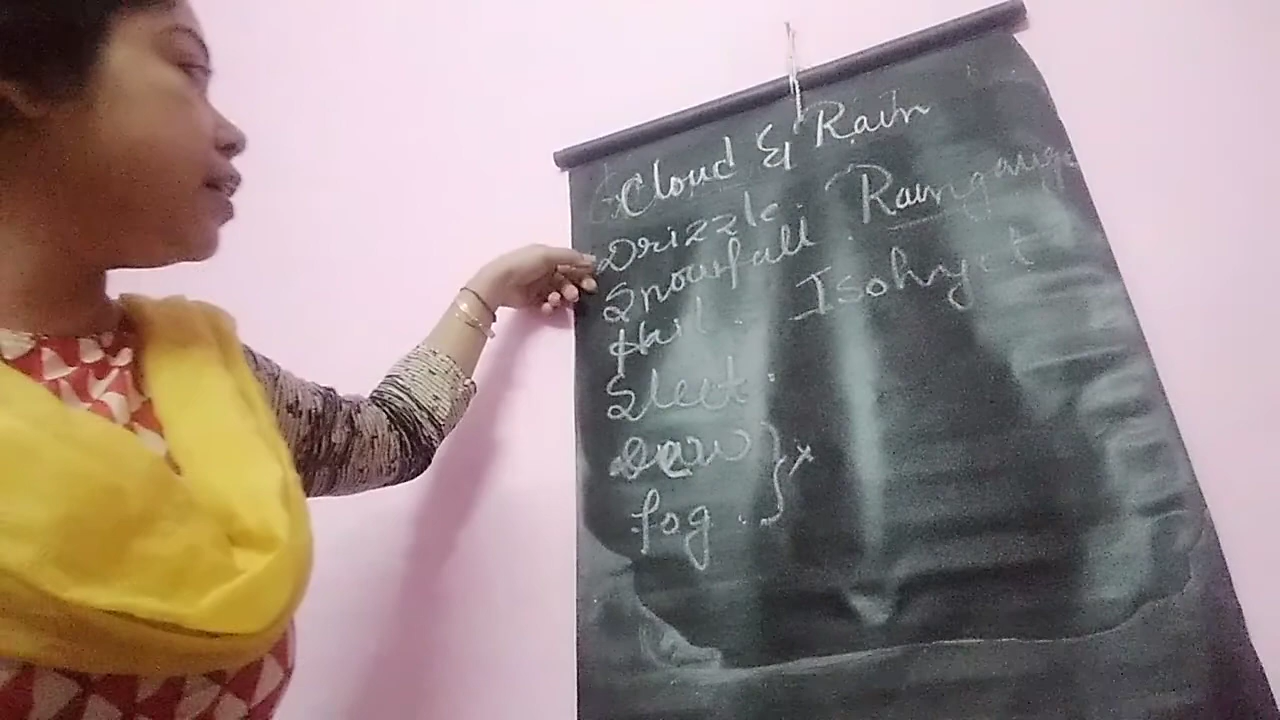 Cloud & Rain
Drizzle. Raingauge
Snowfall.
Hail. Isohyet
Sleet.
Dew } x
Fog.